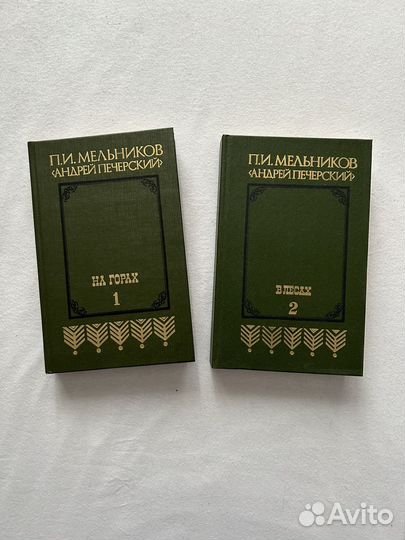 П.И. МЕЛЬНИКОВ
‹АНДРЕЙ ПЕЧЕРСКИЙ›
НА ГОРАХ
1
П.И. МЕЛЬНИКОВ
‹АНДРЕЙ ПЕЧЕРСКИЙ›
В ЛЕСАХ
2
Avito